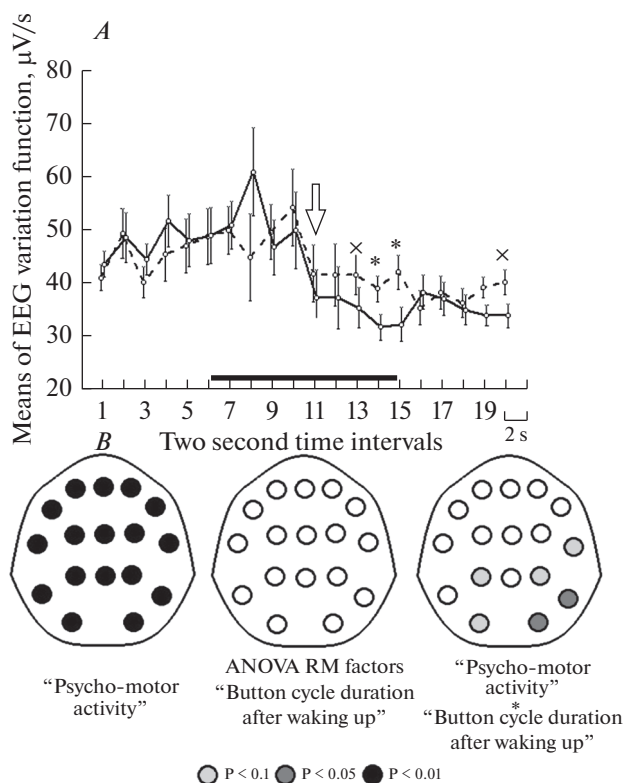 A
Means of EEG variation function, µV/s
80
70
60
50
40
30
20
× * * ×
1 3 5 7 9 11 13 15 17 19
2 s
Two second time intervals
B
“Psycho-motor
activity”
ANOVA RM factors
“Button cycle duration
after waking up”
“Psycho-motor
activity”
*
“Button cycle duration
after waking up”
P < 0.1 P < 0.05 P < 0.01